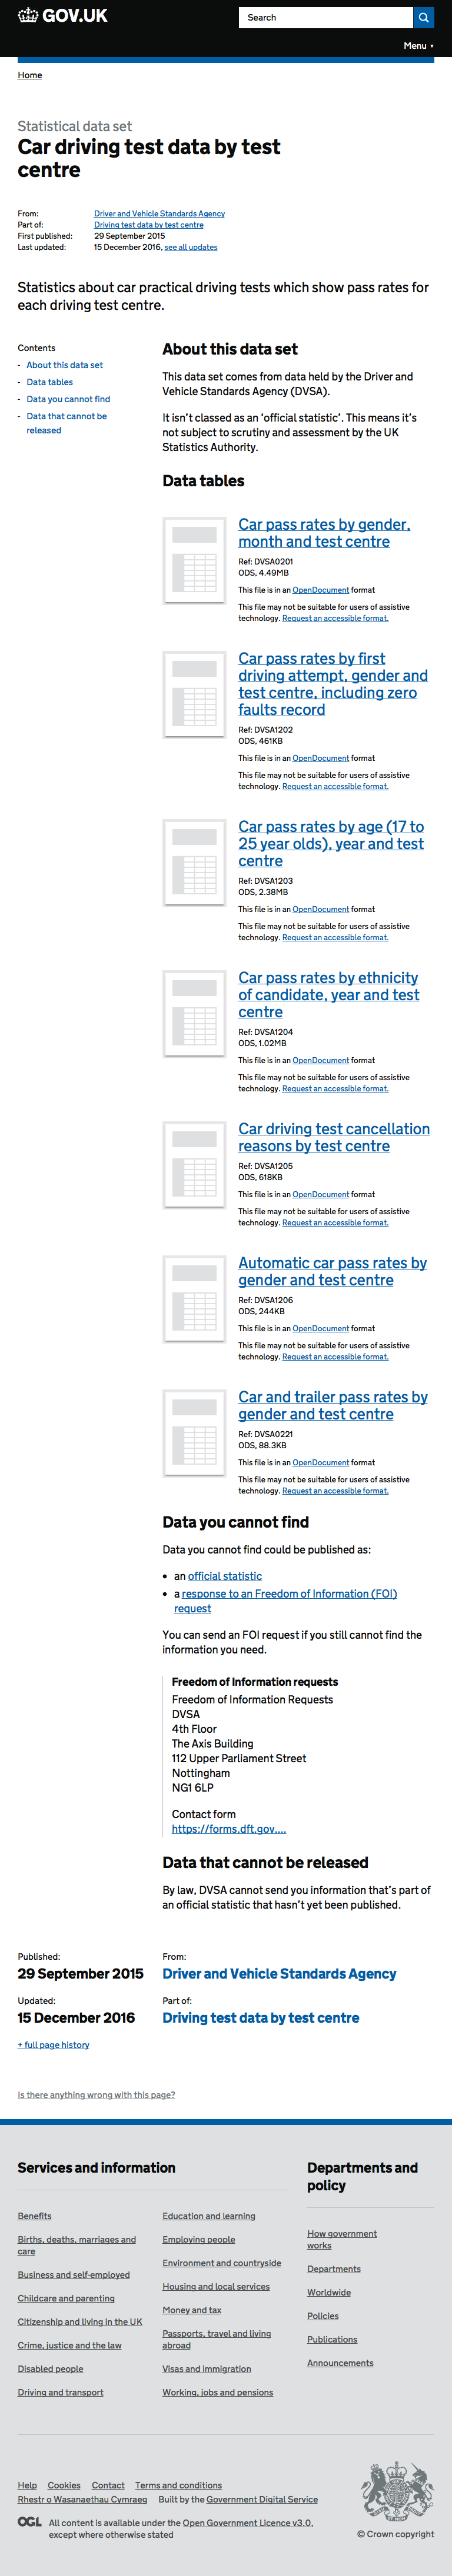 GOV.UK
Search
Menu ▼
Home
Statistical data set
Car driving test data by test
centre
From: Driver and Vehicle Standards Agency
Part of: Driving test data by test centre
First published: 29 September 2015
Last updated: 15 December 2016, see all updates
Statistics about car practical driving tests which show pass rates for
each driving test centre.
Contents
- About this data set
- Data tables
- Data you cannot find
- Data that cannot be
released
About this data set
This data set comes from data held by the Driver and
Vehicle Standards Agency (DVSA).
It isn’t classed as an ‘official statistic’. This means it’s
not subject to scrutiny and assessment by the UK
Statistics Authority.
Data tables
Car pass rates by gender,
month and test centre
Ref: DVSA0201
ODS, 4.49MB
This file is in an OpenDocument format
This file may not be suitable for users of assistive
technology. Request an accessible format.
Car pass rates by first
driving attempt, gender and
test centre, including zero
faults record
Ref: DVSA1202
ODS, 461KB
This file is in an OpenDocument format
This file may not be suitable for users of assistive
technology. Request an accessible format.
Car pass rates by age (17 to
25 year olds), year and test
centre
Ref: DVSA1203
ODS, 2.38MB
This file is in an OpenDocument format
This file may not be suitable for users of assistive
technology. Request an accessible format.
Car pass rates by ethnicity
of candidate, year and test
centre
Ref: DVSA1204
ODS, 1.02MB
This file is in an OpenDocument format
This file may not be suitable for users of assistive
technology. Request an accessible format.
Car driving test cancellation
reasons by test centre
Ref: DVSA1205
ODS, 618KB
This file is in an OpenDocument format
This file may not be suitable for users of assistive
technology. Request an accessible format.
Automatic car pass rates by
gender and test centre
Ref: DVSA1206
ODS, 244KB
This file is in an OpenDocument format
This file may not be suitable for users of assistive
technology. Request an accessible format.
Car and trailer pass rates by
gender and test centre
Ref: DVSA0221
ODS, 88.3KB
This file is in an OpenDocument format
This file may not be suitable for users of assistive
technology. Request an accessible format.
Data you cannot find
Data you cannot find could be published as:
• an official statistic
• a response to an Freedom of Information (FOI)
request
You can send an FOI request if you still cannot find the
information you need.
Freedom of Information requests
Freedom of Information Requests
DVSA
4th Floor
The Axis Building
112 Upper Parliament Street
Nottingham
NG1 6LP
Contact form
https://forms.dft.gov....
Data that cannot be released
By law, DVSA cannot send you information that’s part of
an official statistic that hasn’t yet been published.
Published:
29 September 2015
From:
Driver and Vehicle Standards Agency
Updated:
15 December 2016
Part of:
Driving test data by test centre
+ full page history
Is there anything wrong with this page?
Services and information
Benefits
Births, deaths, marriages and
care
Business and self-employed
Childcare and parenting
Citizenship and living in the UK
Crime, justice and the law
Disabled people
Driving and transport
Education and learning
Employing people
Environment and countryside
Housing and local services
Money and tax
Passports, travel and living
abroad
Visas and immigration
Working, jobs and pensions
Departments and
policy
How government
works
Departments
Worldwide
Policies
Publications
Announcements
Help Cookies Contact Terms and conditions
Rhestr o Wasanaethau Cymraeg Built by the Government Digital Service
OGL All content is available under the Open Government Licence v3.0,
except where otherwise stated
© Crown copyright